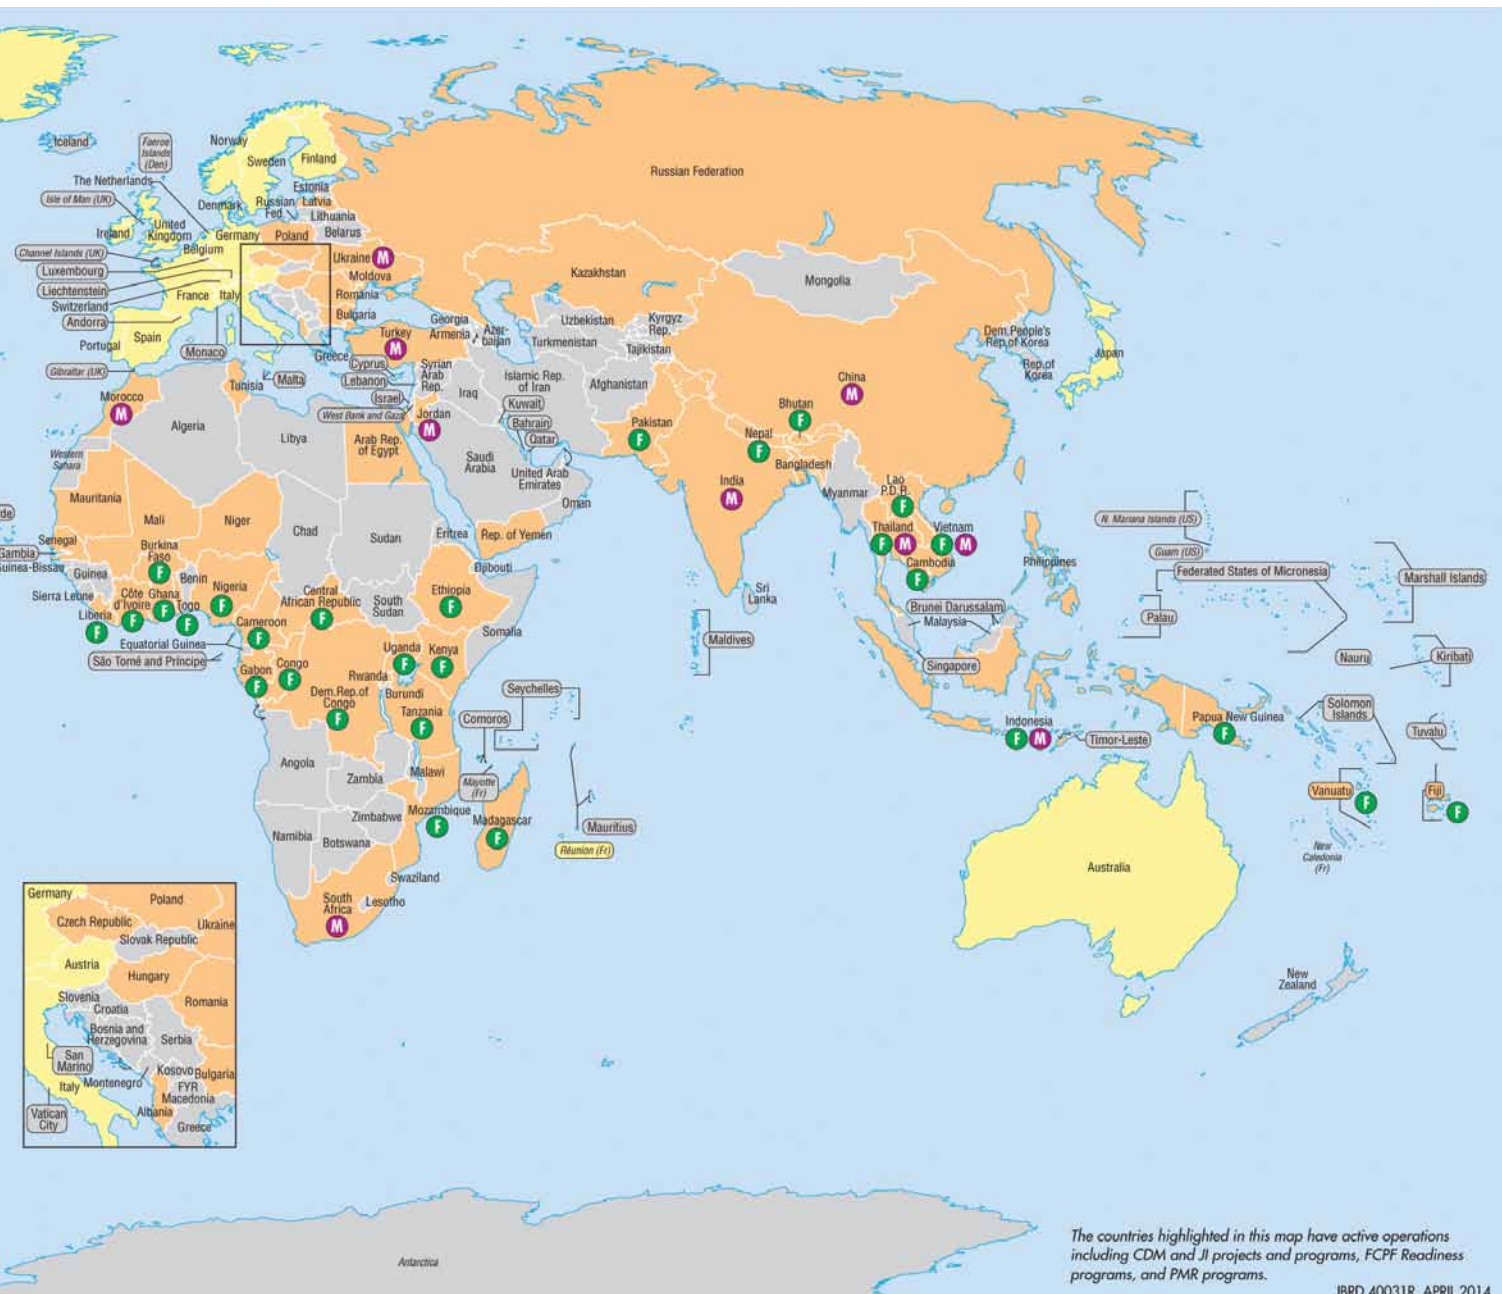 Iceland
Faeroe
Islands
(Den)
Norway
Sweden
Finland
The Netherlands
Isle of Man (UK)
Estonia
Russian
Fed.
Latvia
Denmark
Lithuania
United
Kingdom
Ireland
Germany
Poland
Belarus
Belgium
Channel Islands (UK)
Luxembourg
Liechtenstein
Switzerland
Andorra
France
Italy
Ukraine
M
Moldova
Romania
Bulgaria
Spain
Portugal
Monaco
Gibraltar (UK)
Greece
Turkey
M
Georgia
Armenia
Azer-
baijan
Russian Federation
Kazakhstan
Mongolia
Uzbekistan
Kyrgyz
Rep.
Turkmenistan
Tajikistan
Dem.People's
Rep.of Korea
Rep.of
Korea
Japan
Morocco
M
Tunisia
Malta
Cyprus
Lebanon
Israel
West Bank and Gaza
Syrian
Arab
Rep.
Jordan
M
Iraq
Islamic Rep.
of Iran
Kuwait
Bahrain
Qatar
Afghanistan
Pakistan
F
China
M
Bhutan
F
Nepal
F
Bangladesh
India
M
Myanmar
Lao
P.D.R.
F
Thailand
F M
Vietnam
F M
Cambodia
F
Algeria
Libya
Arab Rep.
of Egypt
Western
Sahara
Saudi
Arabia
United Arab
Emirates
Oman
Mauritania
Mali
Niger
Chad
Sudan
Eritrea
Rep. of Yemen
Djibouti
de
Senegal
Gambia
Guinea-Bissau
Guinea
Sierra Leone
Burkina
Faso
F
Benin
Nigeria
F
Côte
d'Ivoire
F
Ghana
F
Togo
F
Liberia
F
Central
African Republic
F
South
Sudan
Ethiopia
F
Somalia
Cameroon
F
Equatorial Guinea
São Tomé and Príncipe
Gabon
F
Congo
F
Uganda
F
Kenya
F
Rwanda
Burundi
Dem.Rep.of
Congo
F
Tanzania
F
Seychelles
Comoros
Mayotte
(Fr)
Angola
Zambia
Malawi
Zimbabwe
Mozambique
F
Madagascar
F
Mauritius
Réunion (Fr)
Namibia
Botswana
Swaziland
Lesotho
South
Africa
M
Sri
Lanka
Maldives
Philippines
Brunei Darussalam
Malaysia
Singapore
Indonesia
F M
Timor-Leste
Papua New Guinea
F
N. Mariana Islands (US)
Guam (US)
Federated States of Micronesia
Marshall Islands
Palau
Nauru
Kiribati
Solomon
Islands
Tuvalu
Vanuatu
F
Fiji
F
New
Caledonia
(Fr)
Australia
New
Zealand
Germany
Poland
Czech Republic
Ukraine
Slovak Republic
Austria
Hungary
Slovenia
Croatia
Romania
Bosnia and
Herzegovina
Serbia
San
Marino
Kosovo
Bulgaria
Italy
Montenegro
FYR
Macedonia
Albania
Vatican
City
Greece
Antarctica
The countries highlighted in this map have active operations
including CDM and JI projects and programs, FCPF Readiness
programs, and PMR programs.
IBRD 40031R APRIL 2014